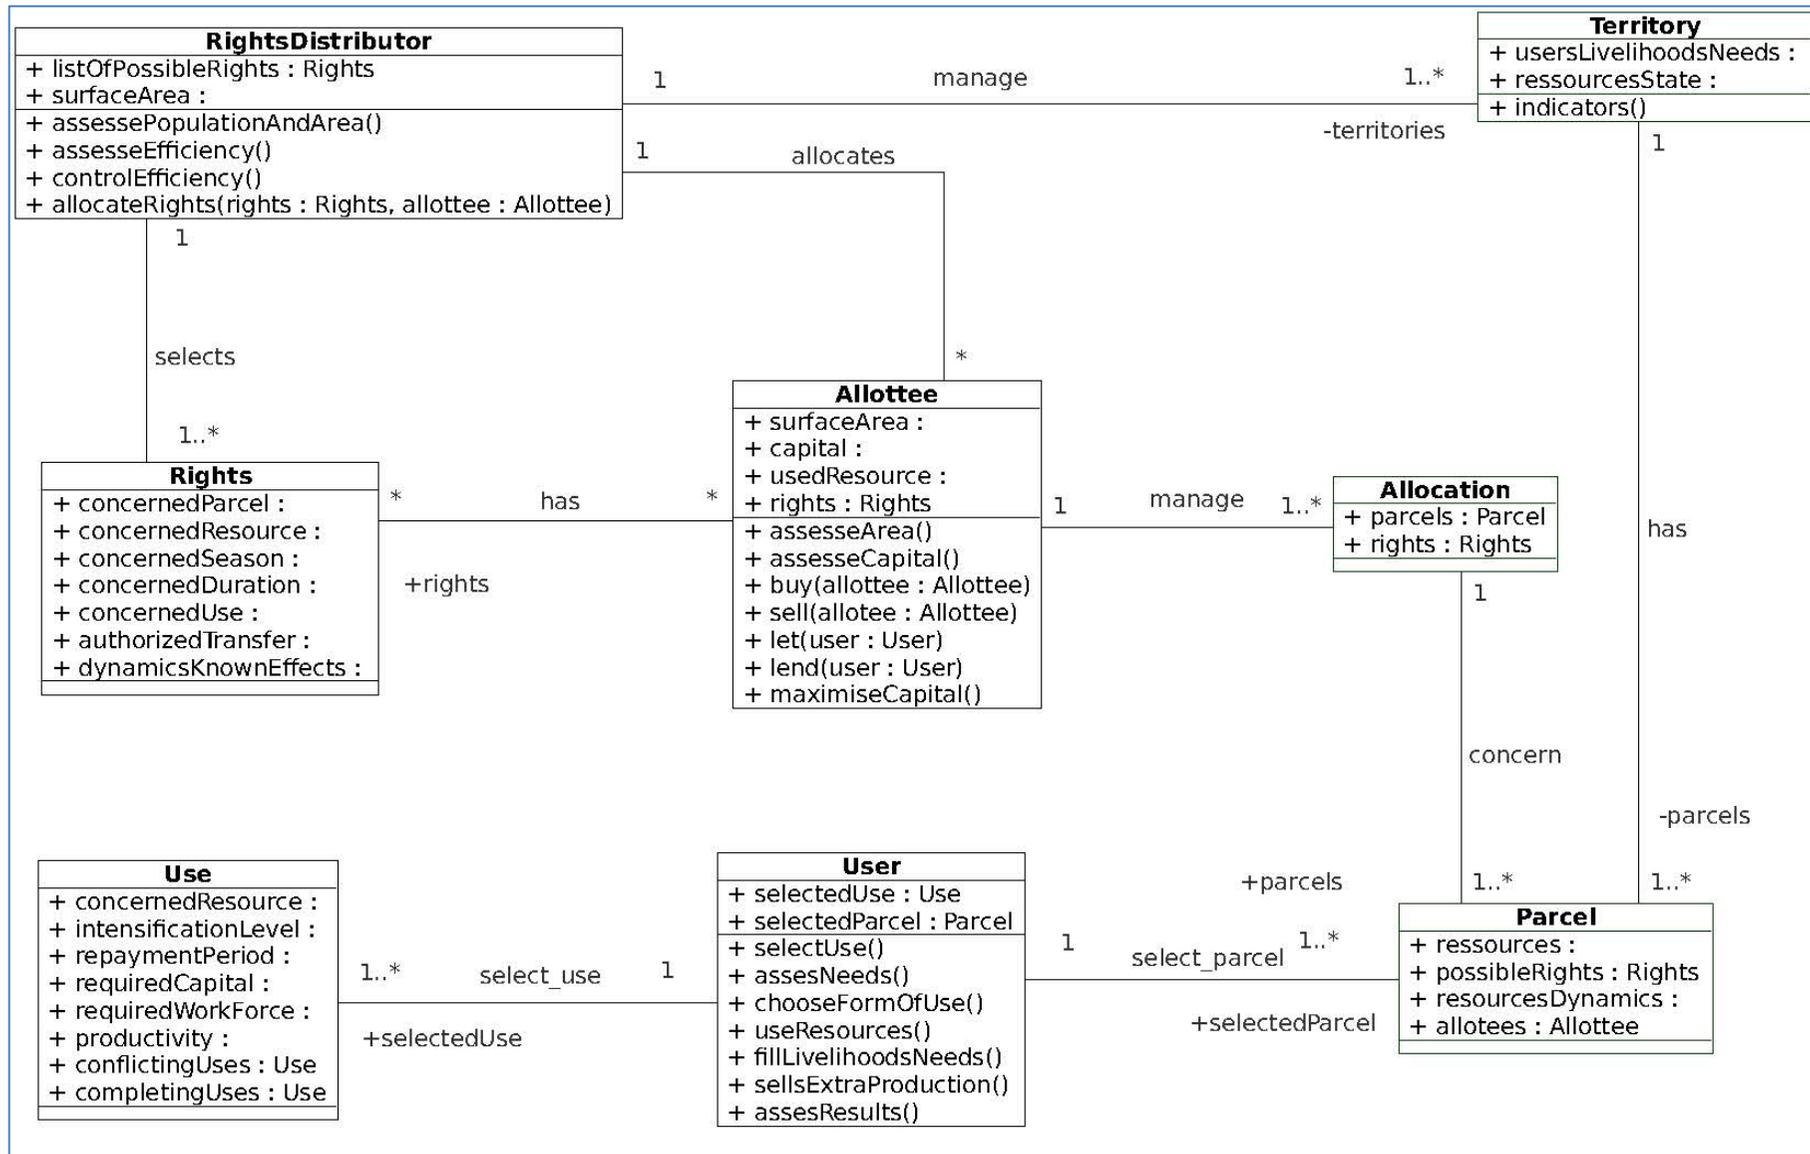 RightsDistributor
+ listOfPossibleRights : Rights
+ surfaceArea :
+ assessePopulationAndArea()
+ assesseEfficiency()
+ controlEfficiency()
+ allocateRights(rights : Rights, allottee : Allottee)
1
manage
1..*
-territories
Territory
+ usersLivelihoodsNeeds :
+ ressourcesState :
+ indicators()
1
allocates
*
1
selects
1..*
1
has
-parcels
1..*
Rights
+ concernedParcel :
+ concernedResource :
+ concernedSeason :
+ concernedDuration :
+ concernedUse :
+ authorizedTransfer :
+ dynamicsKnownEffects :
*
has
*
+rights
Allottee
+ surfaceArea :
+ capital :
+ usedResource :
+ rights : Rights
+ assesseArea()
+ assesseCapital()
+ buy(allottee : Allottee)
+ sell(allotee : Allottee)
+ let(user : User)
+ lend(user : User)
+ maximiseCapital()
1
manage
1..*
Allocation
+ parcels : Parcel
+ rights : Rights
1
concern
+parcels
1..*
Use
+ concernedResource :
+ intensificationLevel :
+ repaymentPeriod :
+ requiredCapital :
+ requiredWorkForce :
+ productivity :
+ conflictingUses : Use
+ completingUses : Use
1..*
select_use
1
+selectedUse
User
+ selectedUse : Use
+ selectedParcel : Parcel
+ selectUse()
+ assesNeeds()
+ chooseFormOfUse()
+ useResources()
+ fillLivelihoodsNeeds()
+ sellsExtraProduction()
+ assesResults()
1
select_parcel
1..*
+selectedParcel
Parcel
+ ressources :
+ possibleRights : Rights
+ resourcesDynamics :
+ allotees : Allottee